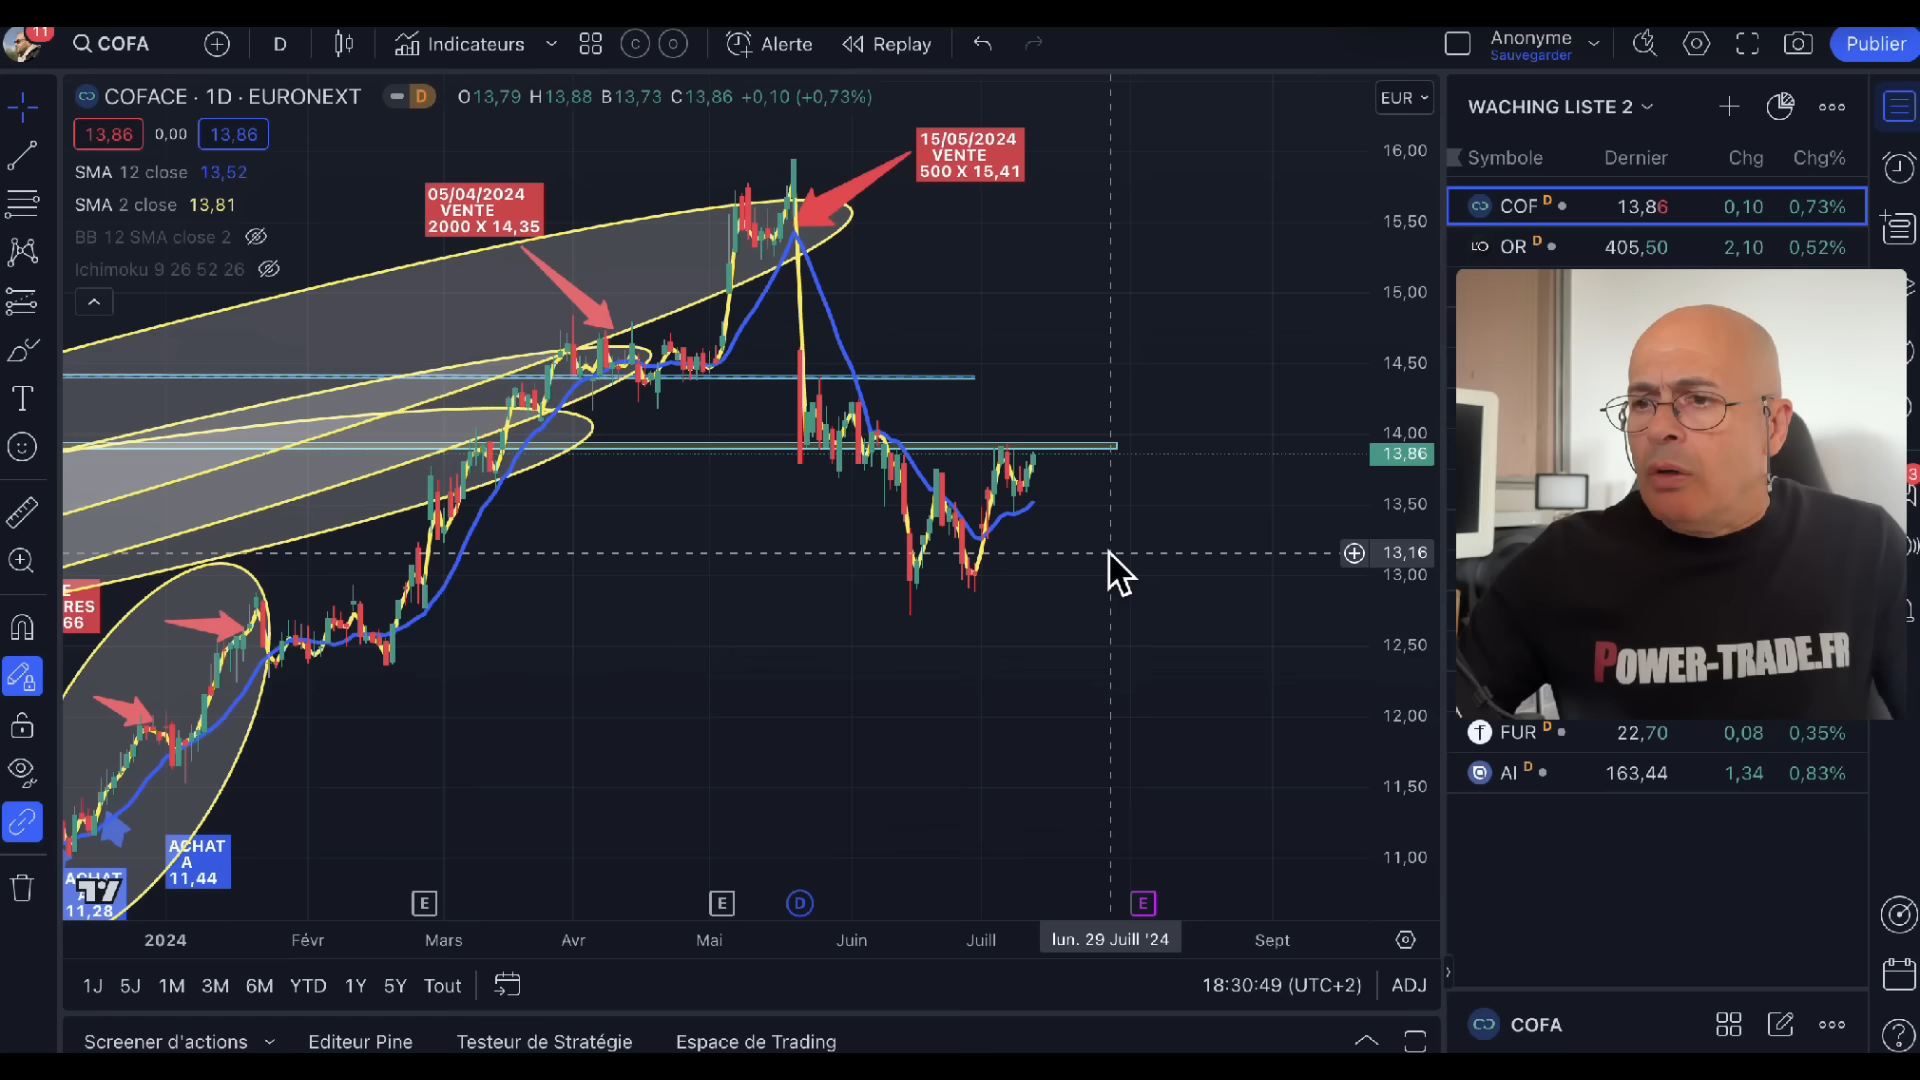 11
COFA
D
Indicateurs
Alerte
Replay
Anonyme
Sauvegarder
Publier
COFACE · 1D · EURONEXT
D
O13,79 H13,88 B13,73 C13,86 +0,10 (+0,73%)
EUR
13,86 0,00 13,86
SMA 12 close 13,52
SMA 2 close 13,81
BB 12 SMA close 2
Ichimoku 9 26 52 26
05/04/2024
VENTE
2000 X 14,35
15/05/2024
VENTE
500 X 15,41
E
RES
66
ACHAT
A
11,44
ACHAT
11,28
16,00
15,50
15,00
14,50
14,00
13,86
13,50
13,16
13,00
12,50
12,00
11,50
11,00
E
E
D
E
2024
Févr
Mars
Avr
Mai
Juin
Juill
lun. 29 Juill '24
Sept
1J 5J 1M 3M 6M YTD 1Y 5Y Tout
18:30:49 (UTC+2)
ADJ
Screener d'actions
Editeur Pine
Testeur de Stratégie
Espace de Trading
WACHING LISTE 2
Symbole Dernier Chg Chg%
COF D 13,86 0,10 0,73%
OR D 405,50 2,10 0,52%
POWER-TRADE.FR
FUR D 22,70 0,08 0,35%
AI D 163,44 1,34 0,83%
COFA
3